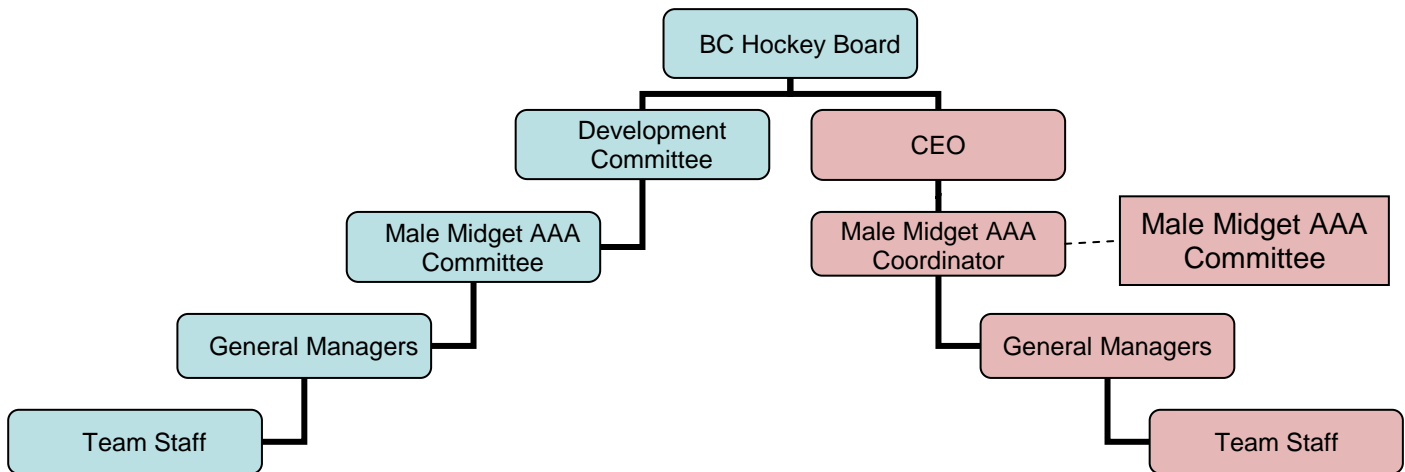 BC Hockey Board
Development
Committee
CEO
Male Midget AAA
Committee
Male Midget AAA
Coordinator
Male Midget AAA
Committee
General Managers
General Managers
Team Staff
Team Staff